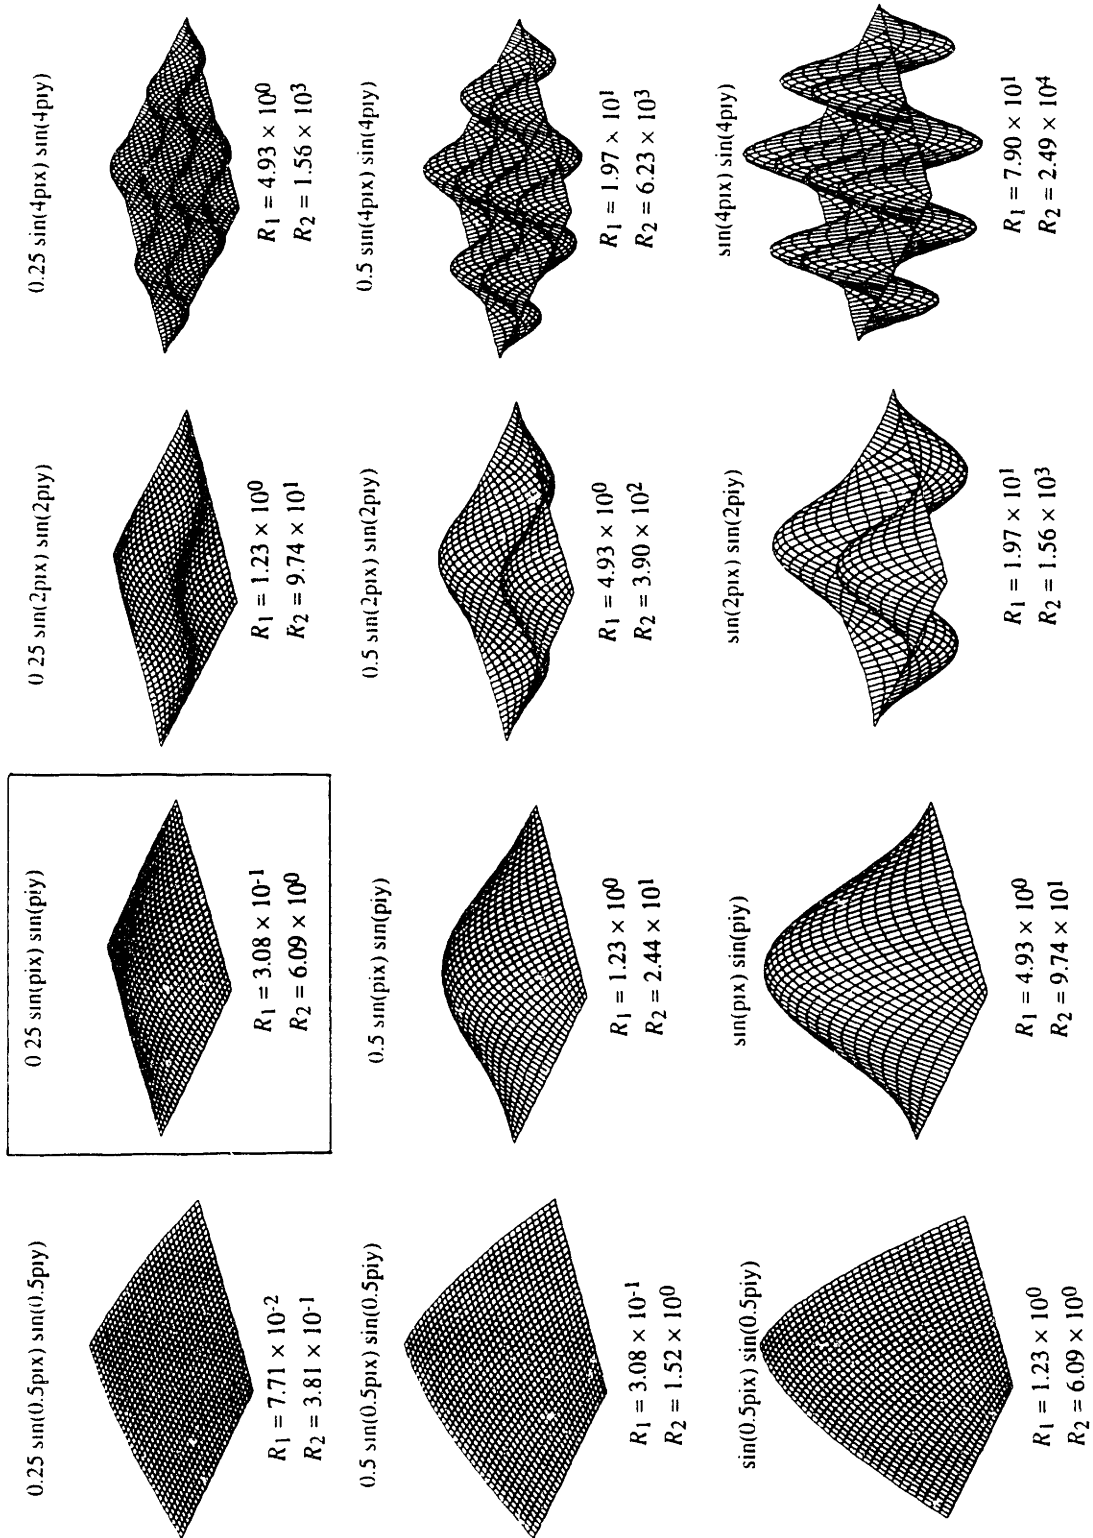 0.25 sin(0.5pix) sin(0.5piy)
R1 = 7.71 × 10-2
R2 = 3.81 × 10-1
0 25 sin(pix) sin(piy)
R1 = 3.08 × 10-1
R2 = 6.09 × 100
0 25 sin(2pix) sin(2piy)
R1 = 1.23 × 100
R2 = 9.74 × 101
0.25 sin(4pix) sin(4piy)
R1 = 4.93 × 100
R2 = 1.56 × 103
0.5 sin(0.5pix) sin(0.5piy)
R1 = 3.08 × 10-1
R2 = 1.52 × 100
0.5 sin(pix) sin(piy)
R1 = 1.23 × 100
R2 = 2.44 × 101
0.5 sin(2pix) sin(2piy)
R1 = 4.93 × 100
R2 = 3.90 × 102
0.5 sin(4pix) sin(4piy)
R1 = 1.97 × 101
R2 = 6.23 × 103
sin(0.5pix) sin(0.5piy)
R1 = 1.23 × 100
R2 = 6.09 × 100
sin(pix) sin(piy)
R1 = 4.93 × 100
R2 = 9.74 × 101
sin(2pix) sin(2piy)
R1 = 1.97 × 101
R2 = 1.56 × 103
sin(4pix) sin(4piy)
R1 = 7.90 × 101
R2 = 2.49 × 104